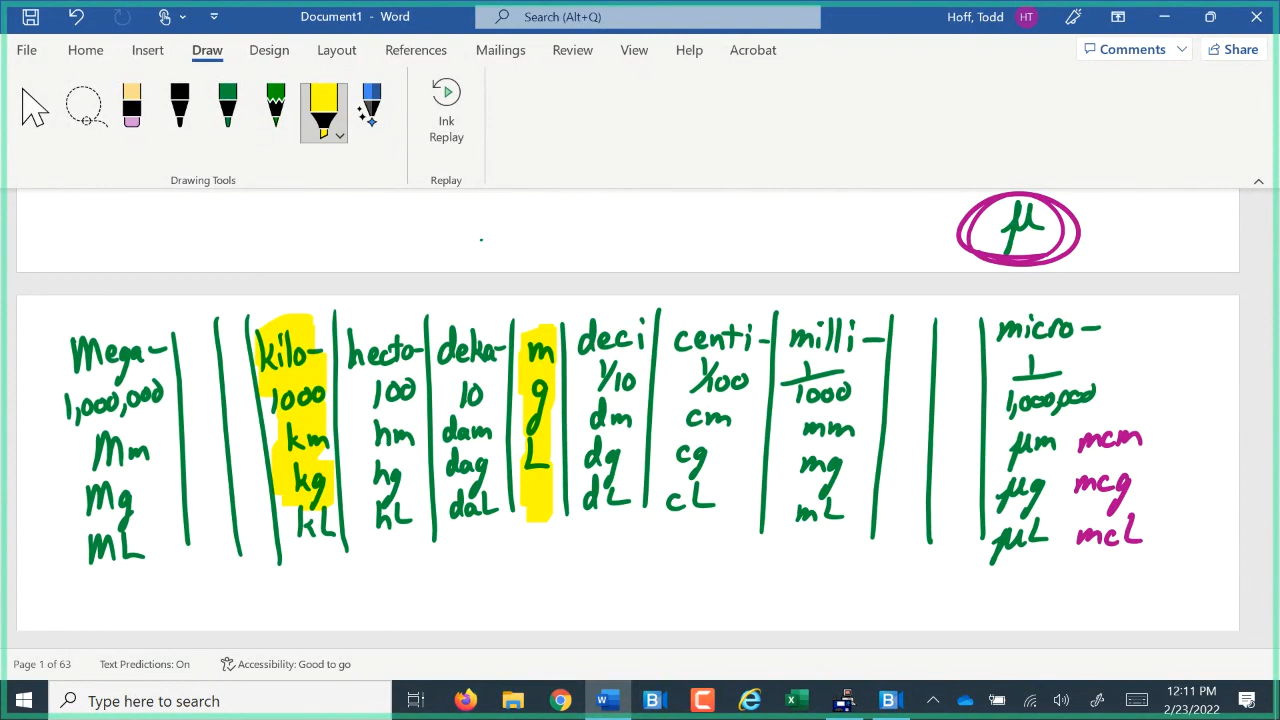 Document1 - Word
Search (Alt+Q)
Hoff, Todd
HT
File Home Insert Draw Design Layout References Mailings Review View Help Acrobat
Comments
Share
Ink
Replay
Drawing Tools
Replay
μ
Mega- kilo- hecto- deka- m deci centi- milli- micro-
1,000,000 1000 100 10 g 1/10 1/100 1/1000 1/1,000,000
Mm km hm dam L dm cm mm μm mcm
Mg kg hg dag dg cg mg μg mcg
ML kL hL daL dL cL mL μL mcL
Page 1 of 63
Text Predictions: On
Accessibility: Good to go
Type here to search
12:11 PM
2/23/2022